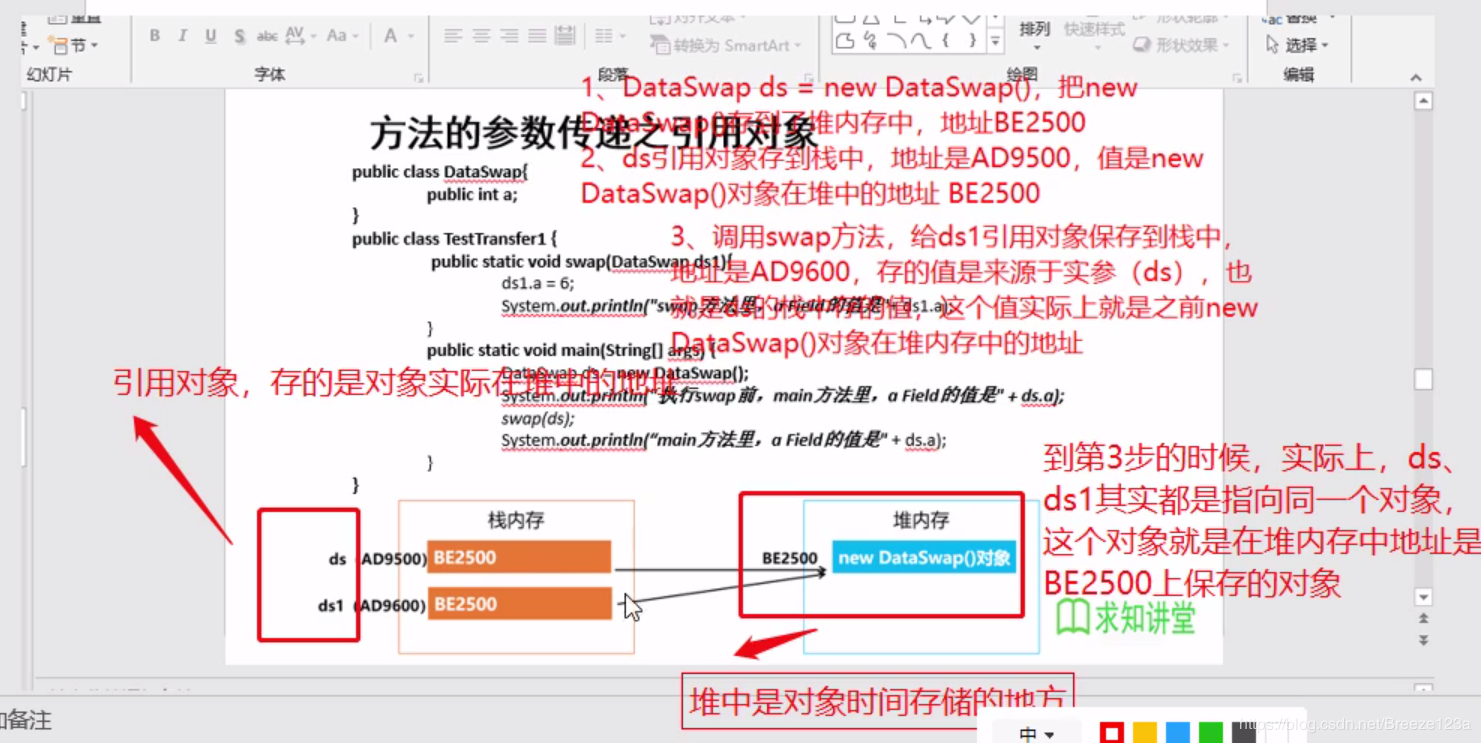 重置
节
幻灯片
B I U S abc AV Aa A
字体
对齐文本
转换为 SmartArt
段落
排列
快速样式
形状轮廓
形状效果
绘图
替换
选择
编辑
1、DataSwap ds = new DataSwap()，把new
DataSwap()存到了堆内存中，地址BE2500
2、ds引用对象存到栈中，地址是AD9500，值是new
DataSwap()对象在堆中的地址 BE2500
3、调用swap方法，给ds1引用对象保存到栈中，
地址是AD9600，存的值是来源于实参（ds），也
就是ds的栈中存的值，这个值实际上就是之前new
DataSwap()对象在堆内存中的地址
方法的参数传递之引用对象
public class DataSwap{
public int a;
}
public class TestTransfer1 {
public static void swap(DataSwap ds1){
ds1.a = 6;
System.out.println("swap方法里，a Field的值是"+ ds1.a);
}
public static void main(String[] args) {
DataSwap ds = new DataSwap();
System.out.println("执行swap前，main方法里，a Field的值是" + ds.a);
swap(ds);
System.out.println(“main方法里，a Field的值是" + ds.a);
}
}
引用对象，存的是对象实际在堆中的地址
到第3步的时候，实际上，ds、
ds1其实都是指向同一个对象，
这个对象就是在堆内存中地址是
BE2500上保存的对象
栈内存
ds (AD9500) BE2500
ds1 (AD9600) BE2500
堆内存
BE2500 new DataSwap()对象
求知讲堂
堆中是对象时间存储的地方
加备注
中
https://blog.csdn.net/Breeze123a